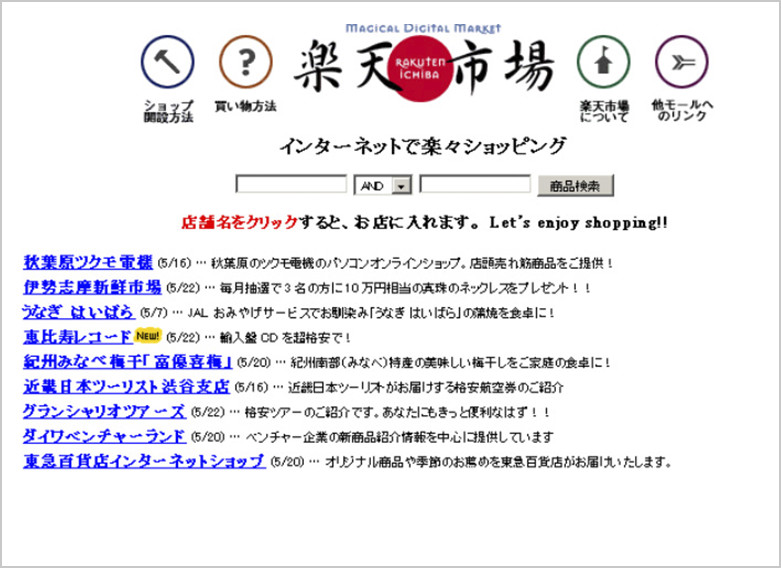 MAGICAL DIGITAL MARKET
楽天市場
RAKUTEN
ICHIBA
ショップ
開設方法
買い物方法
楽天市場
について
他モールへ
のリンク
インターネットで楽々ショッピング
AND
商品検索
店舗名をクリックすると、お店に入れます。 Let's enjoy shopping!!
秋葉原ツクモ電機 (5/16) … 秋葉原のツクモ電機のパソコンオンラインショップ。店頭売れ筋商品をご提供！
伊勢志摩新鮮市場 (5/22) … 毎月抽選で３名の方に10万円相当の真珠のネックレスをプレゼント！！
うなぎ はいばら (5/7) … JAL おみやげサービスでお馴染み「うなぎ はいばら」の蒲焼を食卓に！
恵比寿レコード NEW! (5/22) … 輸入盤CDを超格安で！
紀州みなべ梅干「富優喜梅」 (5/20) … 紀州南部(みなべ)特産の美味しい梅干しをご家庭の食卓に！
近畿日本ツーリスト渋谷支店 (5/16) … 近畿日本ツーリストがお届けする格安航空券のご紹介
グランシャリオツアーズ (5/22) … 格安ツアーのご紹介です。あなたにもきっと便利なはず！！
ダイワベンチャーランド (5/20) … ベンチャー企業の新商品紹介情報を中心に提供しています
東急百貨店インターネットショップ (5/20) … オリジナル商品や季節のお薦めを東急百貨店がお届けいたします。